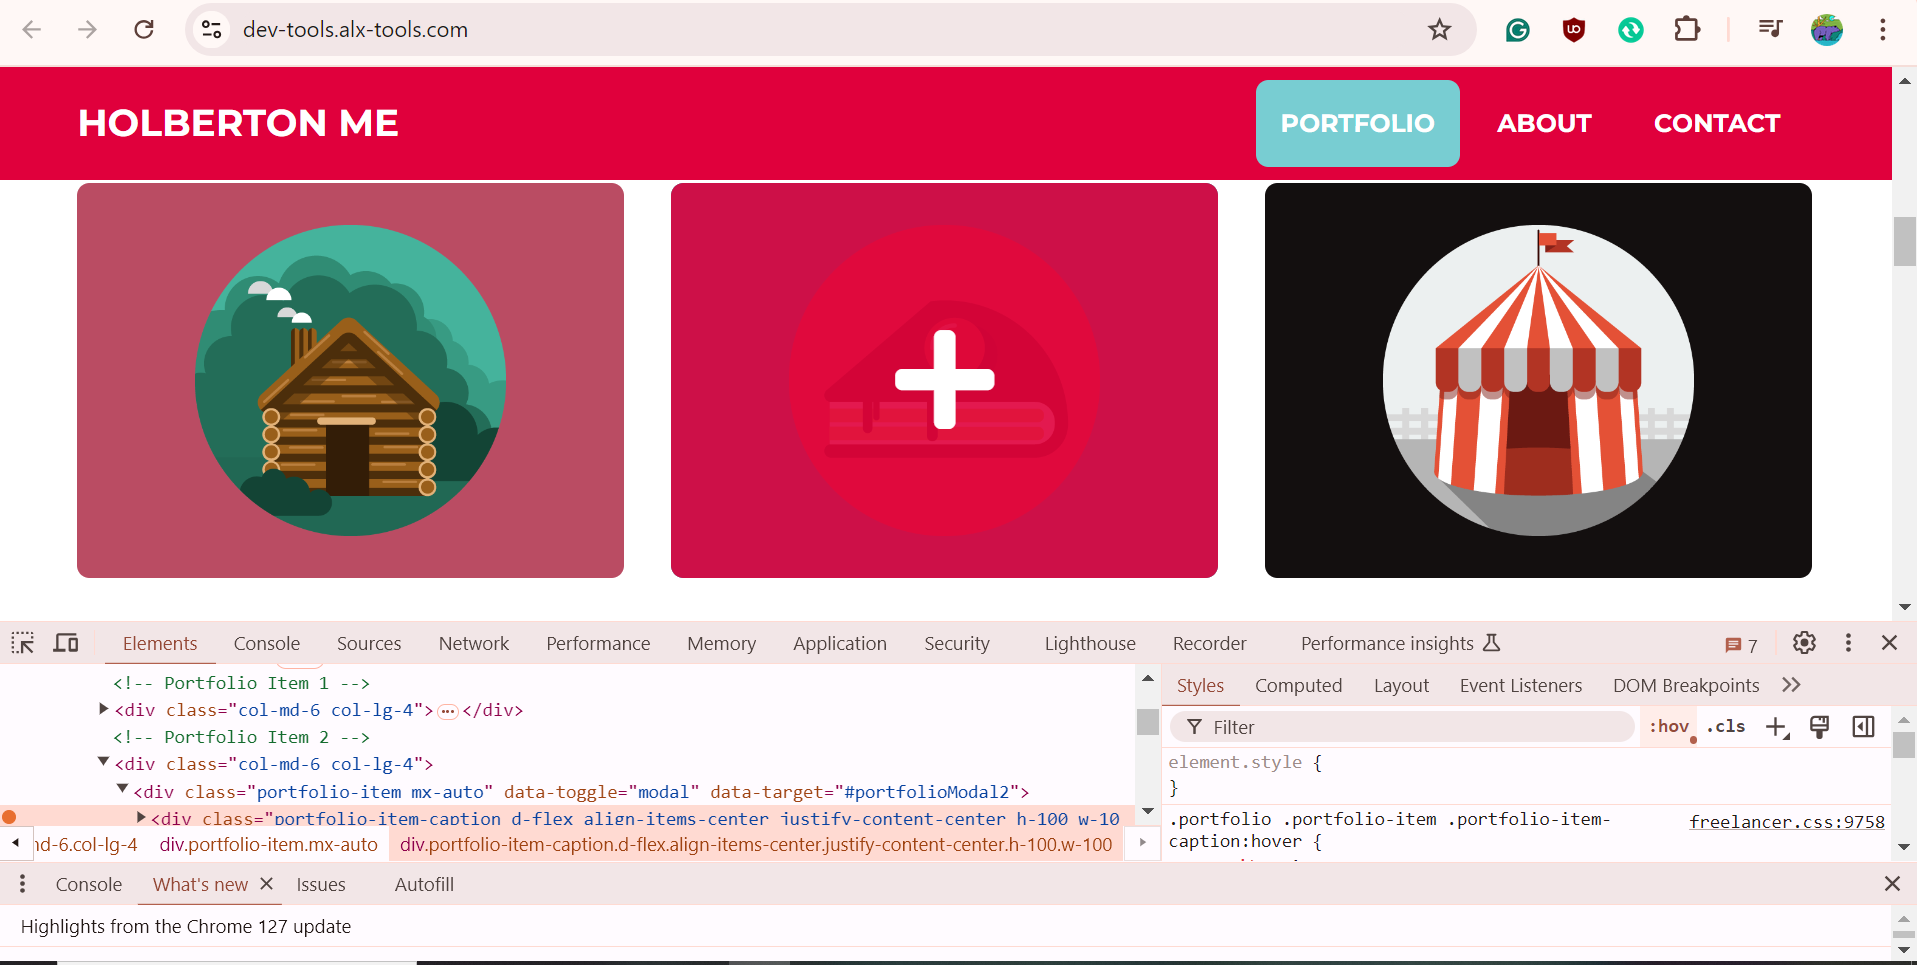 dev-tools.alx-tools.com
HOLBERTON ME
PORTFOLIO
ABOUT
CONTACT
Elements
Console
Sources
Network
Performance
Memory
Application
Security
Lighthouse
Recorder
Performance insights
7
<!-- Portfolio Item 1 -->
<div class="col-md-6 col-lg-4"> ••• </div>
<!-- Portfolio Item 2 -->
<div class="col-md-6 col-lg-4">
<div class="portfolio-item mx-auto" data-toggle="modal" data-target="#portfolioModal2">
<div class="portfolio-item-caption d-flex align-items-center justify-content-center h-100 w-10
d-6.col-lg-4
div.portfolio-item.mx-auto
div.portfolio-item-caption.d-flex.align-items-center.justify-content-center.h-100.w-100
Styles
Computed
Layout
Event Listeners
DOM Breakpoints
Filter
:hov
.cls
element.style {
}
.portfolio .portfolio-item .portfolio-item-
caption:hover {
freelancer.css:9758
Console
What's new
Issues
Autofill
Highlights from the Chrome 127 update